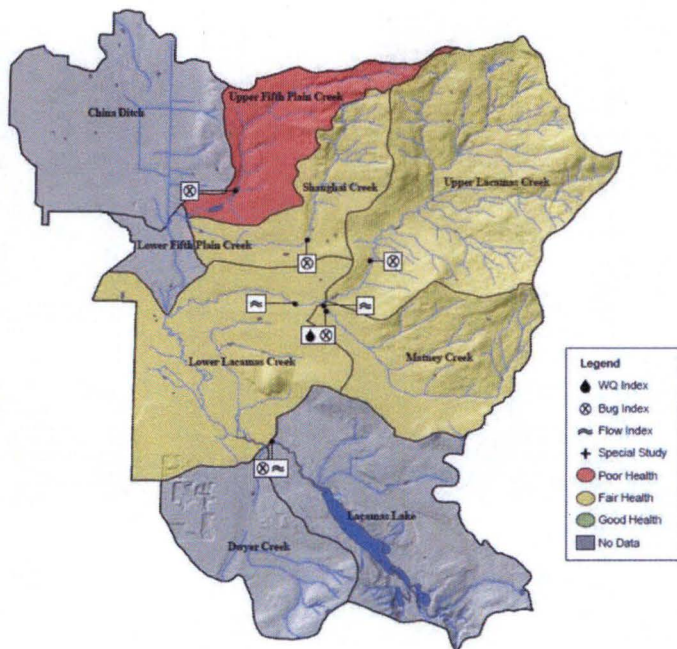 Upper Fifth Plain Creek
China Ditch
Shanghai Creek
Upper Lacamas Creek
Lower Fifth Plain Creek
Lower Lacamas Creek
Matney Creek
Lacamas Lake
Dwyer Creek
Legend
WQ Index
Bug Index
Flow Index
Special Study
Poor Health
Fair Health
Good Health
No Data